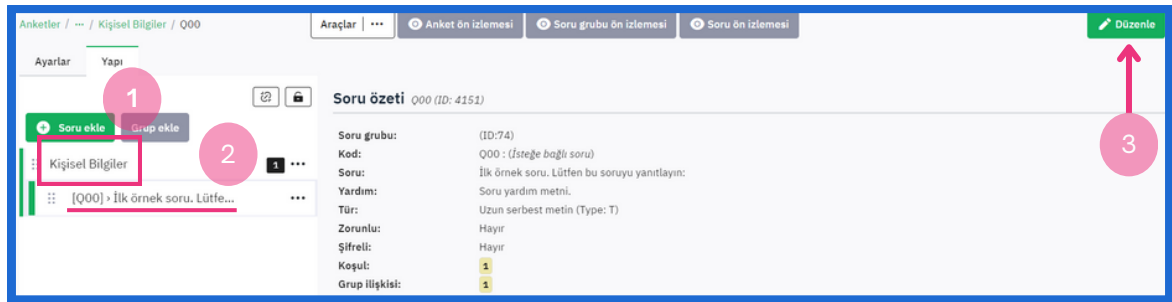 Anketler / ··· / Kişisel Bilgiler / Q00
Araçlar | ···
Anket ön izlemesi
Soru grubu ön izlemesi
Soru ön izlemesi
Düzenle
Ayarlar
Yapı
1
Soru ekle
Grup ekle
2
Kişisel Bilgiler
1 ···
[Q00] › İlk örnek soru. Lütfe...
···
Soru özeti Q00 (ID: 4151)
3
Soru grubu: (ID:74)
Kod: Q00 : (İsteğe bağlı soru)
Soru: İlk örnek soru. Lütfen bu soruyu yanıtlayın:
Yardım: Soru yardım metni.
Tür: Uzun serbest metin (Type: T)
Zorunlu: Hayır
Şifreli: Hayır
Koşul: 1
Grup ilişkisi: 1